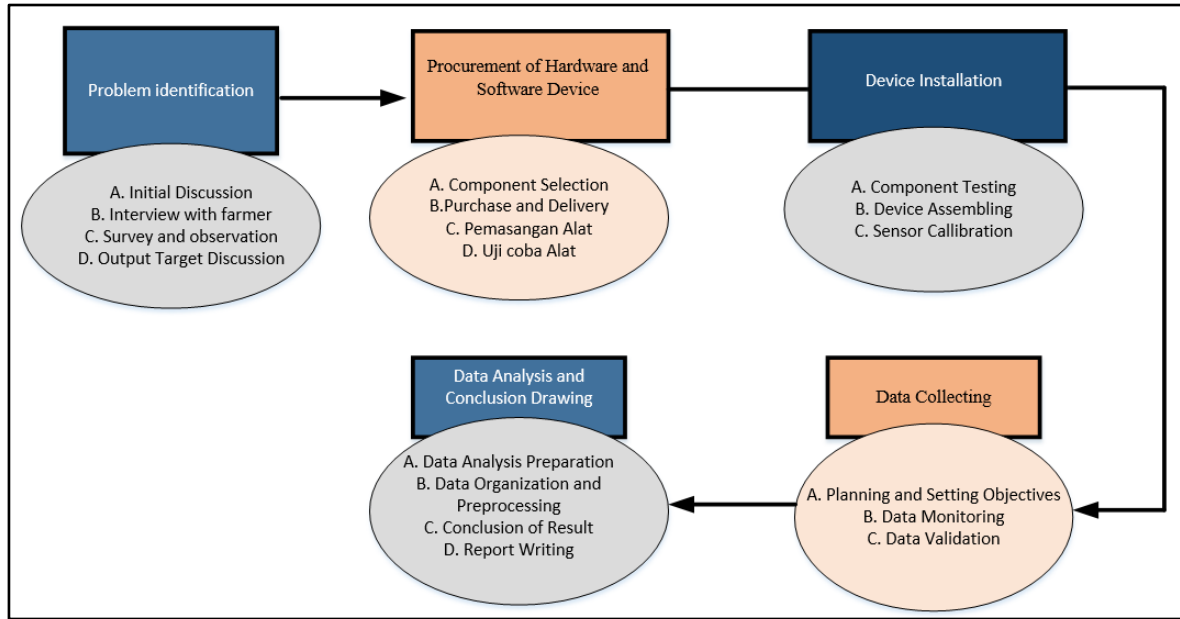 Problem identification
A. Initial Discussion
B. Interview with farmer
C. Survey and observation
D. Output Target Discussion
Procurement of Hardware and
Software Device
A. Component Selection
B.Purchase and Delivery
C. Pemasangan Alat
D. Uji coba Alat
Device Installation
A. Component Testing
B. Device Assembling
C. Sensor Callibration
Data Collecting
A. Planning and Setting Objectives
B. Data Monitoring
C. Data Validation
Data Analysis and
Conclusion Drawing
A. Data Analysis Preparation
B. Data Organization and
Preprocessing
C. Conclusion of Result
D. Report Writing